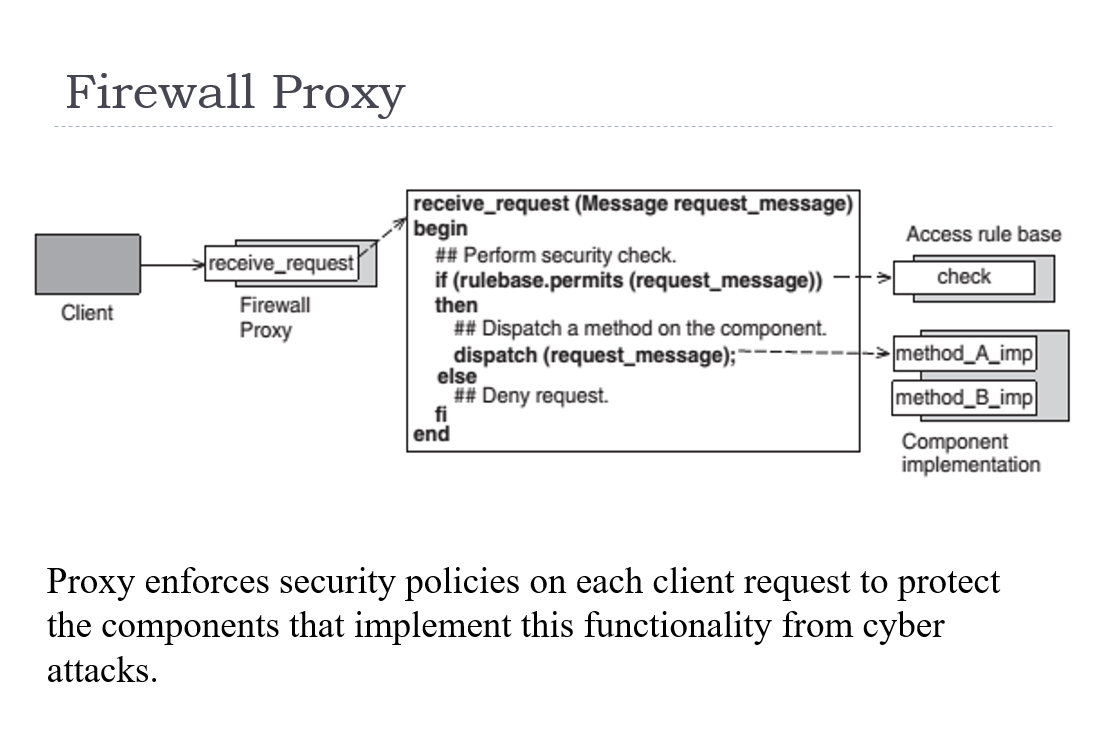 Firewall Proxy
Client
receive_request
Firewall
Proxy
receive_request (Message request_message)
begin
## Perform security check.
if (rulebase.permits (request_message))
then
## Dispatch a method on the component.
dispatch (request_message);
else
## Deny request.
fi
end
Access rule base
check
method_A_imp
method_B_imp
Component
implementation
Proxy enforces security policies on each client request to protect
the components that implement this functionality from cyber
attacks.